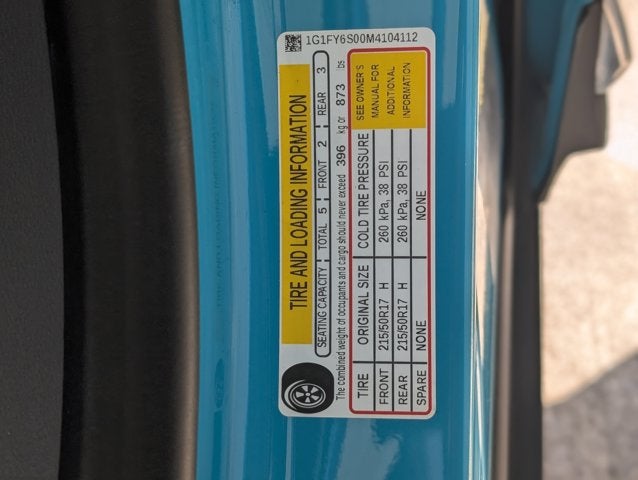 1G1FY6S00M4104112
TIRE AND LOADING INFORMATION
SEATING CAPACITY TOTAL 5 FRONT 2 REAR 3
The combined weight of occupants and cargo should never exceed 396 kg or 873 lbs
TIRE ORIGINAL SIZE COLD TIRE PRESSURE
FRONT 215/50R17 H 260 kPa, 38 PSI
REAR 215/50R17 H 260 kPa, 38 PSI
SPARE NONE NONE
SEE OWNER'S
MANUAL FOR
ADDITIONAL
INFORMATION